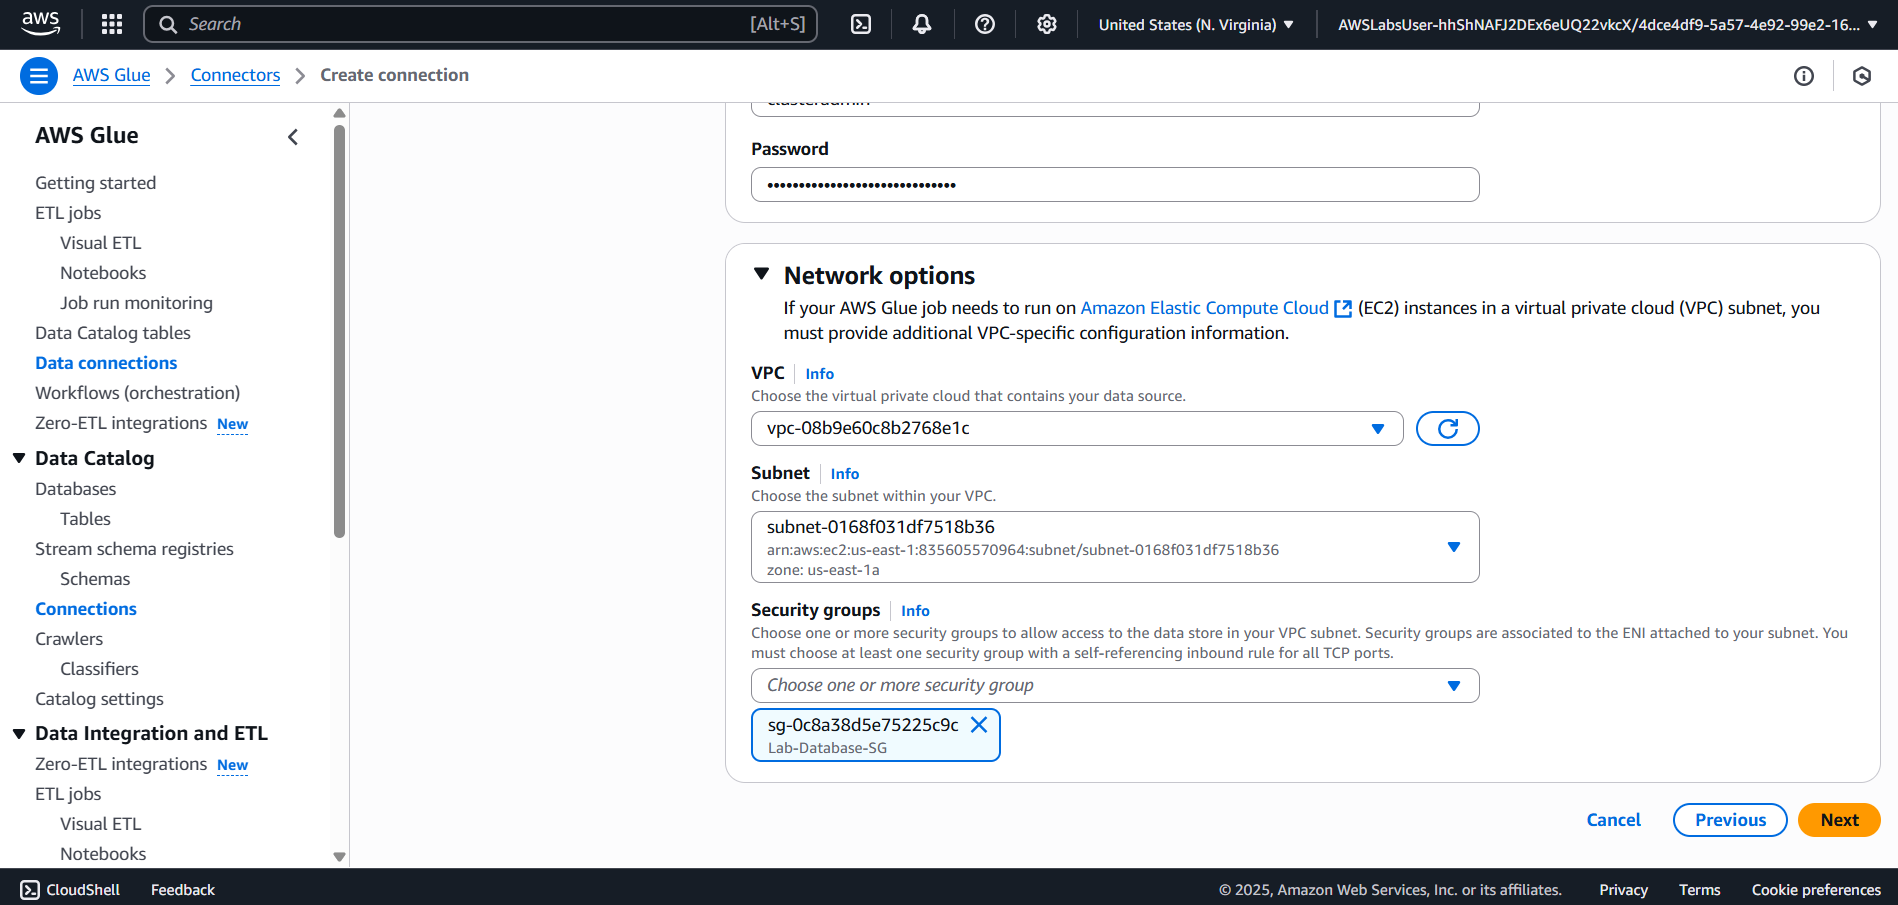 aws
Search
[Alt+S]
United States (N. Virginia)
AWSLabsUser-hhShNAFJ2DEx6eUQ22vkcX/4dce4df9-5a57-4e92-99e2-16...
AWS Glue
Connectors
Create connection
AWS Glue
Getting started
ETL jobs
Visual ETL
Notebooks
Job run monitoring
Data Catalog tables
Data connections
Workflows (orchestration)
Zero-ETL integrations New
Data Catalog
Databases
Tables
Stream schema registries
Schemas
Connections
Crawlers
Classifiers
Catalog settings
Data Integration and ETL
Zero-ETL integrations New
ETL jobs
Visual ETL
Notebooks
clusteradmin
Password
Network options
If your AWS Glue job needs to run on Amazon Elastic Compute Cloud (EC2) instances in a virtual private cloud (VPC) subnet, you
must provide additional VPC-specific configuration information.
VPC Info
Choose the virtual private cloud that contains your data source.
vpc-08b9e60c8b2768e1c
Subnet Info
Choose the subnet within your VPC.
subnet-0168f031df7518b36
arn:aws:ec2:us-east-1:835605570964:subnet/subnet-0168f031df7518b36
zone: us-east-1a
Security groups Info
Choose one or more security groups to allow access to the data store in your VPC subnet. Security groups are associated to the ENI attached to your subnet. You
must choose at least one security group with a self-referencing inbound rule for all TCP ports.
Choose one or more security group
sg-0c8a38d5e75225c9c
Lab-Database-SG
Cancel
Previous
Next
CloudShell
Feedback
© 2025, Amazon Web Services, Inc. or its affiliates.
Privacy
Terms
Cookie preferences